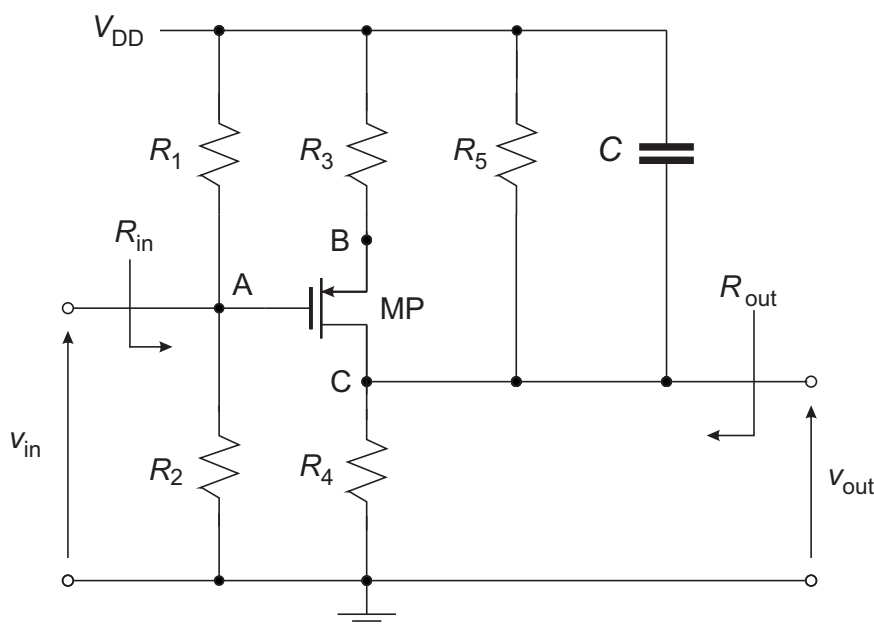 V_DD
R_1
R_3
R_5
C
B
R_in
A
MP
R_out
C
v_in
R_2
R_4
v_out